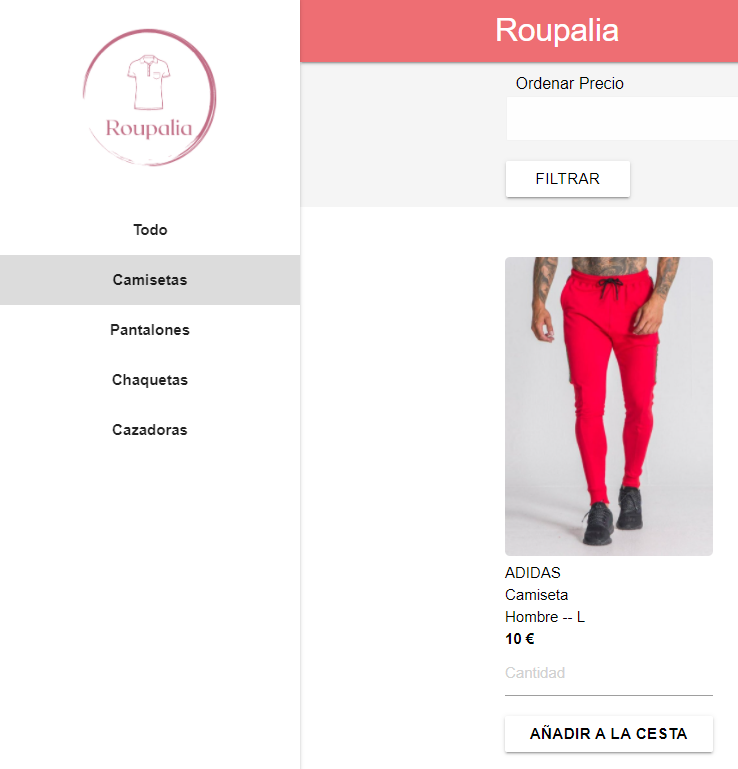 Roupalia
Todo
Camisetas
Pantalones
Chaquetas
Cazadoras
Roupalia
Ordenar Precio
FILTRAR
ADIDAS
Camiseta
Hombre -- L
10 €
Cantidad
AÑADIR A LA CESTA